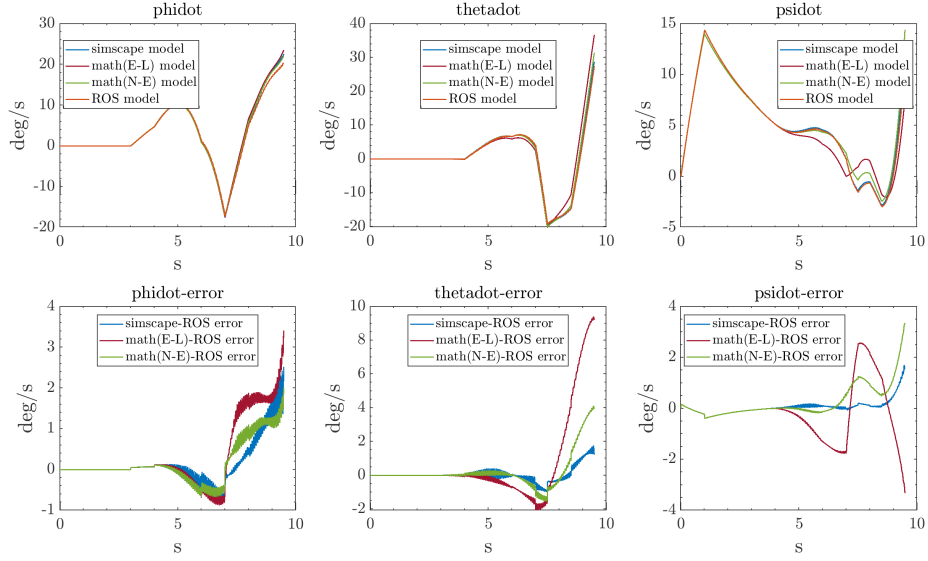 phidot
30
20
10
0
-10
-20
deg/s
simscape model
math(E-L) model
math(N-E) model
ROS model
0
5
10
s
thetadot
40
30
20
10
0
-10
-20
deg/s
simscape model
math(E-L) model
math(N-E) model
ROS model
0
5
10
s
psidot
15
10
5
0
-5
deg/s
simscape model
math(E-L) model
math(N-E) model
ROS model
0
5
10
s
phidot-error
4
3
2
1
0
-1
deg/s
simscape-ROS error
math(E-L)-ROS error
math(N-E)-ROS error
0
5
10
s
thetadot-error
10
8
6
4
2
0
-2
deg/s
simscape-ROS error
math(E-L)-ROS error
math(N-E)-ROS error
0
5
10
s
psidot-error
4
2
0
-2
-4
deg/s
simscape-ROS error
math(E-L)-ROS error
math(N-E)-ROS error
0
5
10
s